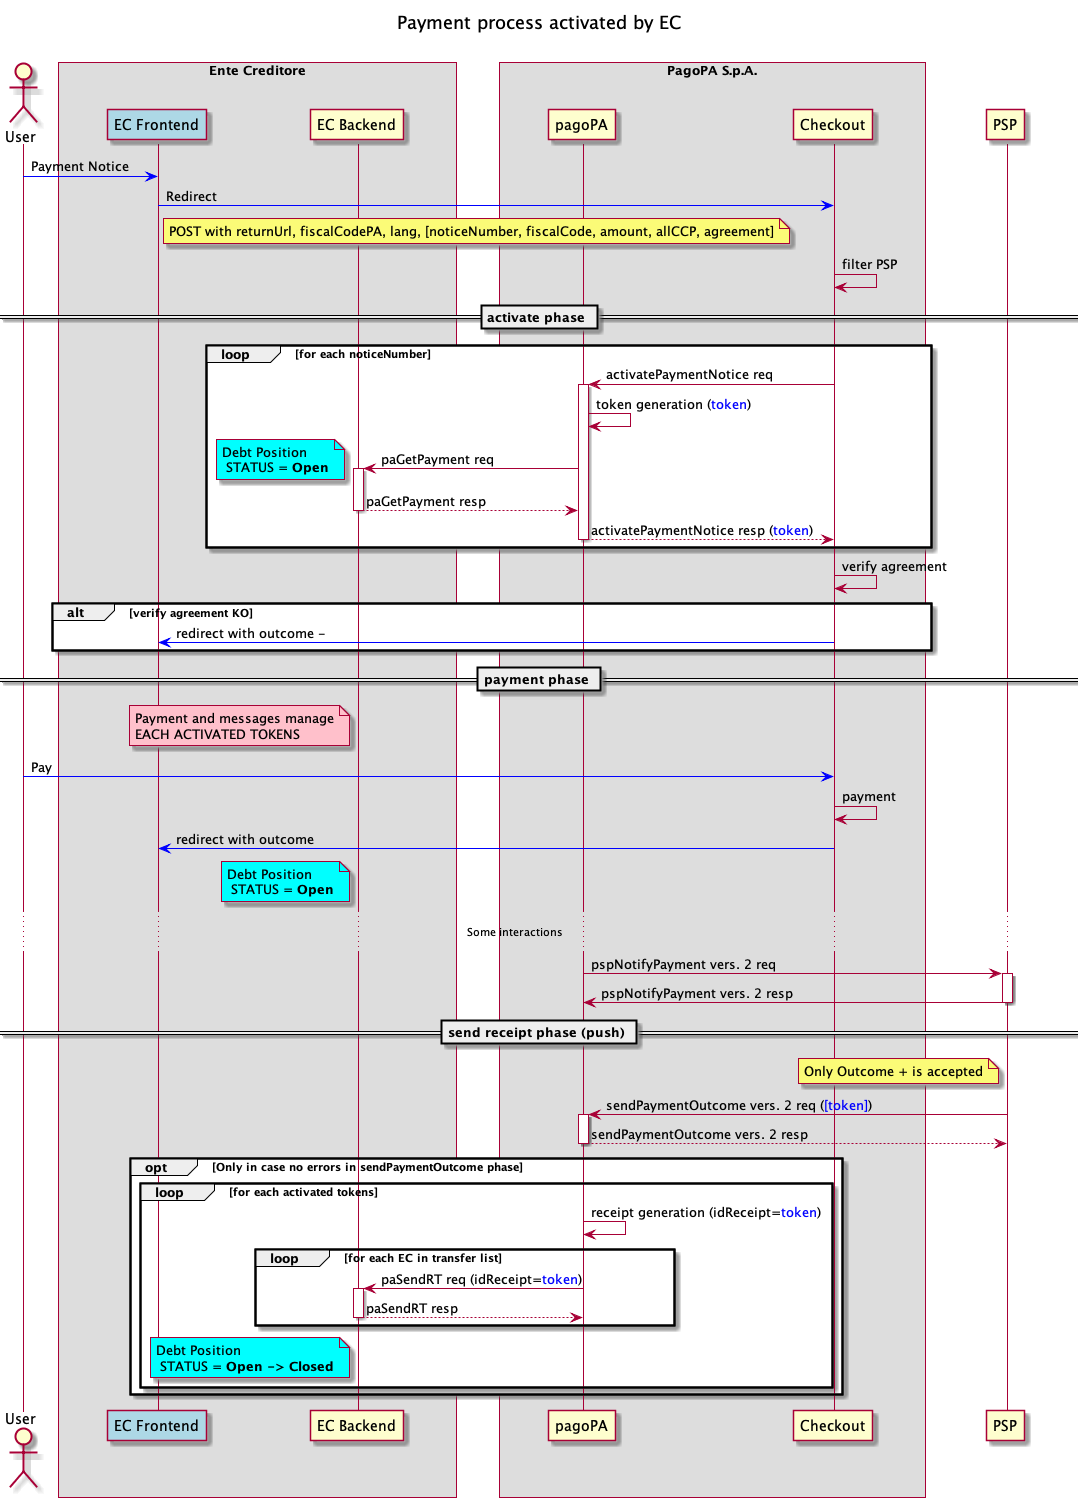 Payment process activated by EC
Ente Creditore
PagoPA S.p.A.
User
EC Frontend
EC Backend
pagoPA
Checkout
PSP
Payment Notice
Redirect
POST with returnUrl, fiscalCodePA, lang, [noticeNumber, fiscalCode, amount, allCCP, agreement]
filter PSP
activate phase
loop
[for each noticeNumber]
activatePaymentNotice req
token generation (token)
Debt Position
STATUS = Open
paGetPayment req
paGetPayment resp
activatePaymentNotice resp (token)
verify agreement
alt
[verify agreement KO]
redirect with outcome -
payment phase
Payment and messages manage
EACH ACTIVATED TOKENS
Pay
payment
redirect with outcome
Debt Position
STATUS = Open
Some interactions
pspNotifyPayment vers. 2 req
pspNotifyPayment vers. 2 resp
send receipt phase (push)
Only Outcome + is accepted
sendPaymentOutcome vers. 2 req ([token])
sendPaymentOutcome vers. 2 resp
opt
[Only in case no errors in sendPaymentOutcome phase]
loop
[for each activated tokens]
receipt generation (idReceipt=token)
loop
[for each EC in transfer list]
paSendRT req (idReceipt=token)
paSendRT resp
Debt Position
STATUS = Open -> Closed
User
EC Frontend
EC Backend
pagoPA
Checkout
PSP